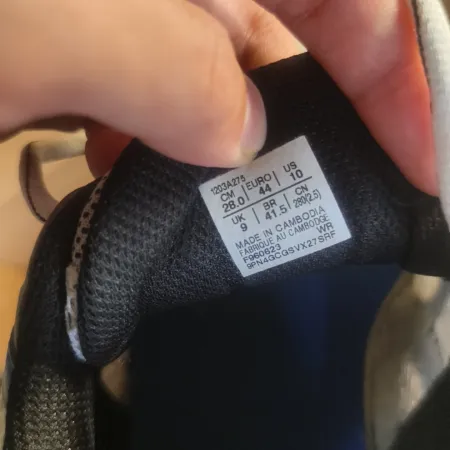 1203A275
CM EURO US
28.0 44 10
UK BR CN
9 41.5 280(2.5)
MADE IN CAMBODIA
FABRIQUE AU CAMBODGE
F960623 WR
9PN4GCGSVX27SRF